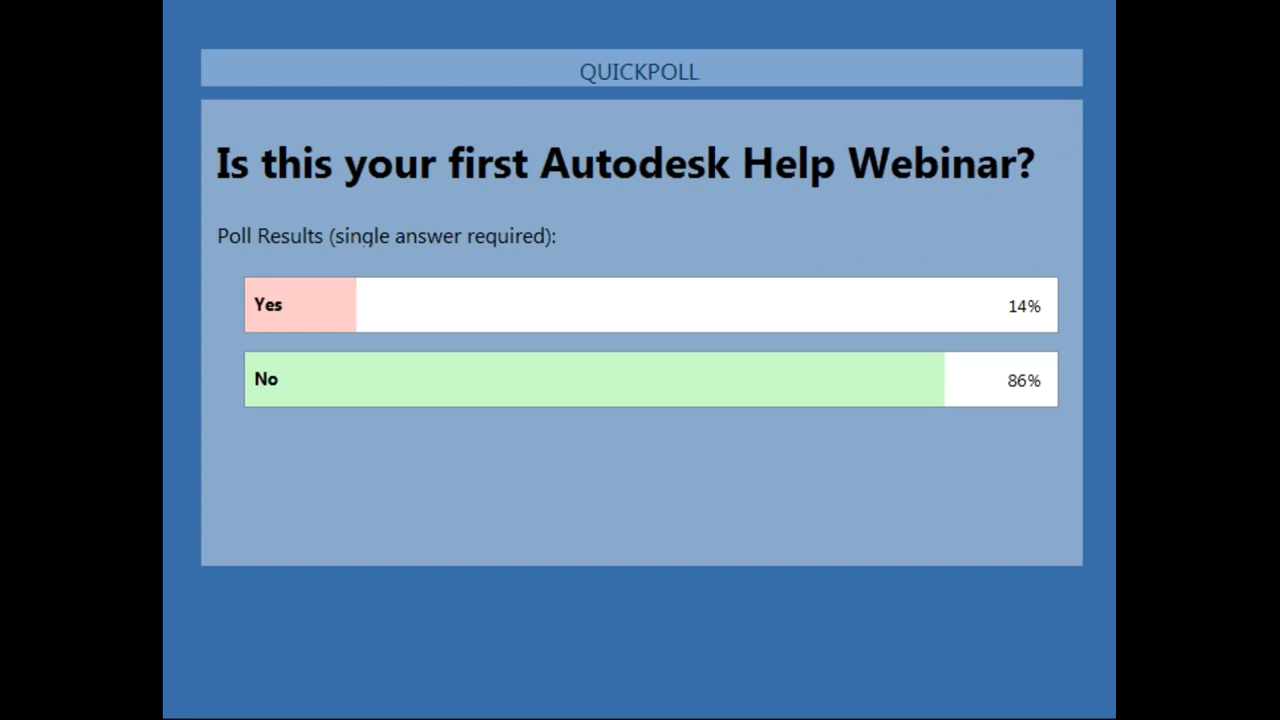 QUICKPOLL
Is this your first Autodesk Help Webinar?
Poll Results (single answer required):
Yes 14%
No 86%